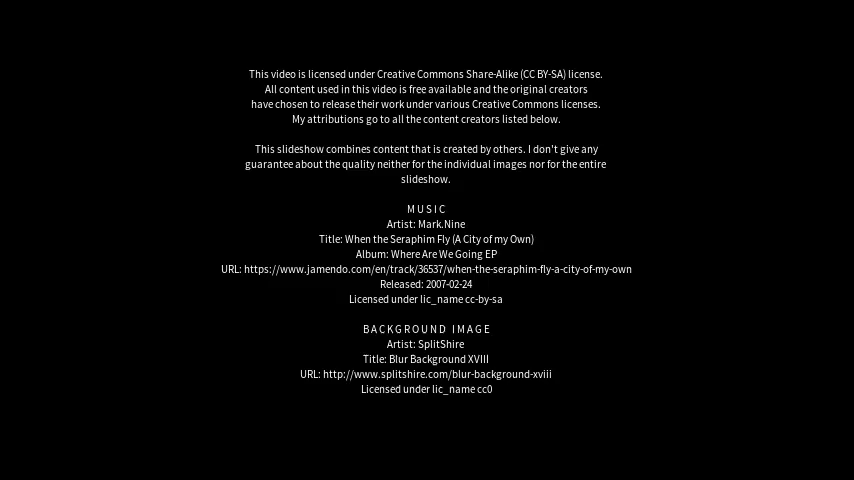 This video is licensed under Creative Commons Share-Alike (CC BY-SA) license.
All content used in this video is free available and the original creators
have chosen to release their work under various Creative Commons licenses.
My attributions go to all the content creators listed below.
This slideshow combines content that is created by others. I don't give any
guarantee about the quality neither for the individual images nor for the entire
slideshow.
MUSIC
Artist: Mark.Nine
Title: When the Seraphim Fly (A City of my Own)
Album: Where Are We Going EP
URL: https://www.jamendo.com/en/track/36537/when-the-seraphim-fly-a-city-of-my-own
Released: 2007-02-24
Licensed under lic_name cc-by-sa
BACKGROUND IMAGE
Artist: SplitShire
Title: Blur Background XVIII
URL: http://www.splitshire.com/blur-background-xviii
Licensed under lic_name cc0